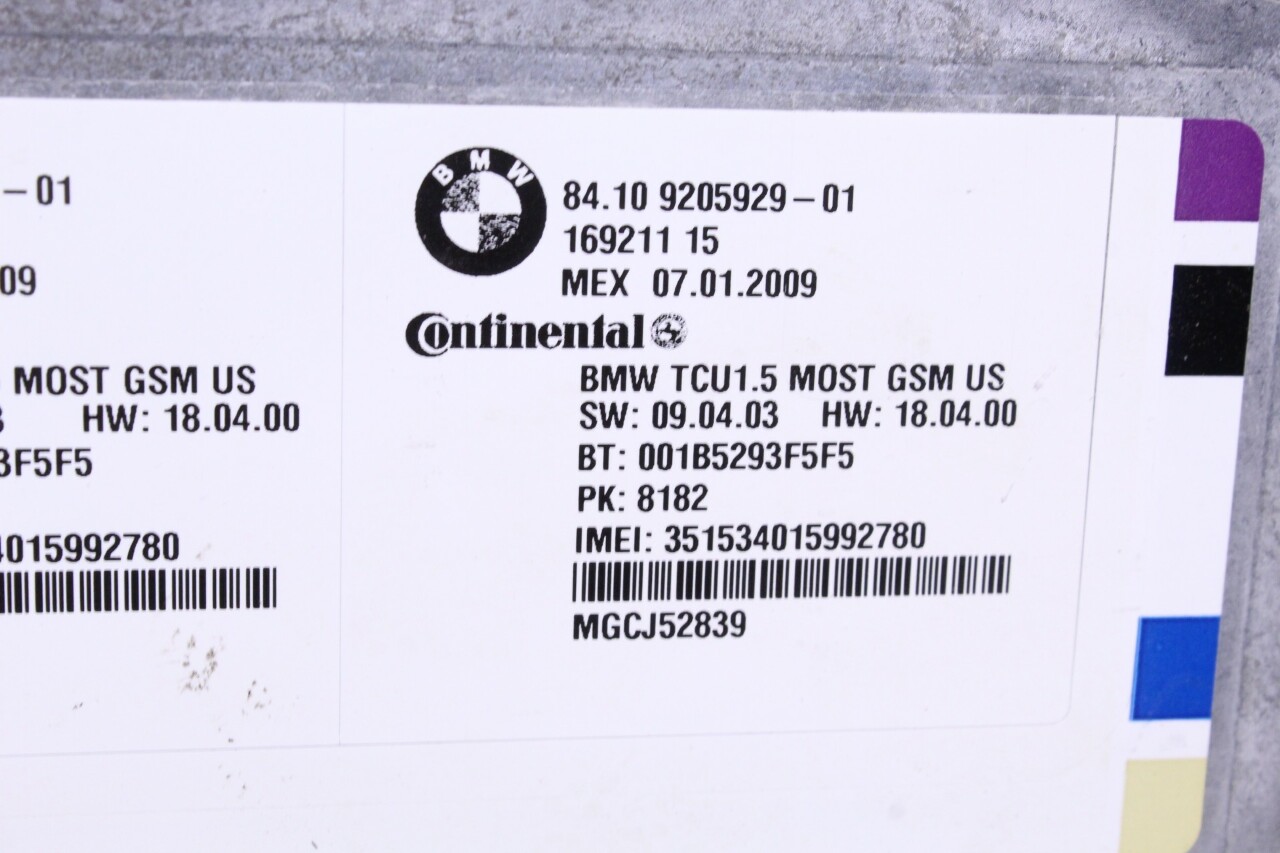 –01
09
MOST GSM US
HW: 18.04.00
3F5F5
4015992780
BMW
84.10 9205929–01
169211 15
MEX 07.01.2009
Continental
BMW TCU1.5 MOST GSM US
SW: 09.04.03 HW: 18.04.00
BT: 001B5293F5F5
PK: 8182
IMEI: 351534015992780
MGCJ52839